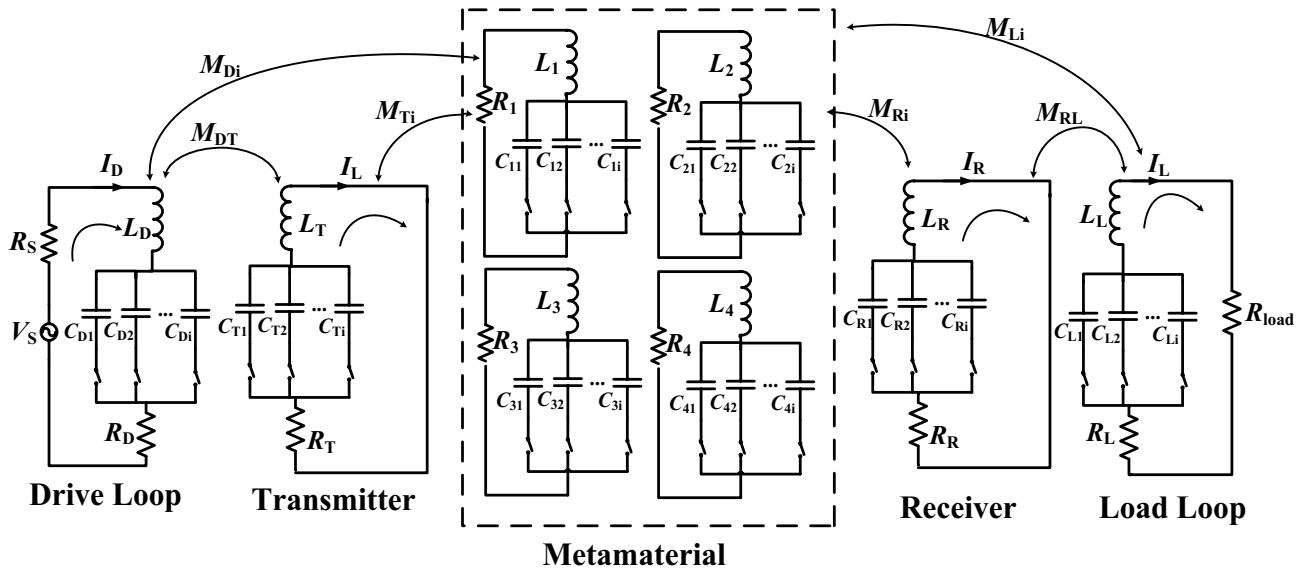 M_Di
M_DT
M_Ti
M_Ri
M_RL
M_Li
I_D
R_S
V_S
L_D
C_D1 C_D2 ... C_Di
R_D
Drive Loop
I_L
L_T
C_T1 C_T2 ... C_Ti
R_T
Transmitter
L_1
R_1
C_11 C_12 ... C_1i
L_2
R_2
C_21 C_22 ... C_2i
L_3
R_3
C_31 C_32 ... C_3i
L_4
R_4
C_41 C_42 ... C_4i
Metamaterial
I_R
L_R
C_R1 C_R2 ... C_Ri
R_R
Receiver
I_L
L_L
C_L1 C_L2 ... C_Li
R_L
R_load
Load Loop